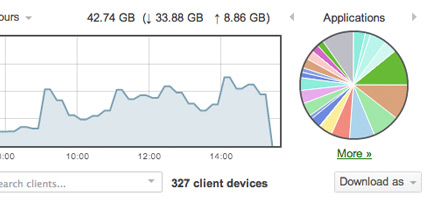 ours 42.74 GB (↓ 33.88 GB ↑ 8.86 GB) Applications
:00 10:00 12:00 14:00
More »
earch clients... 327 client devices Download as